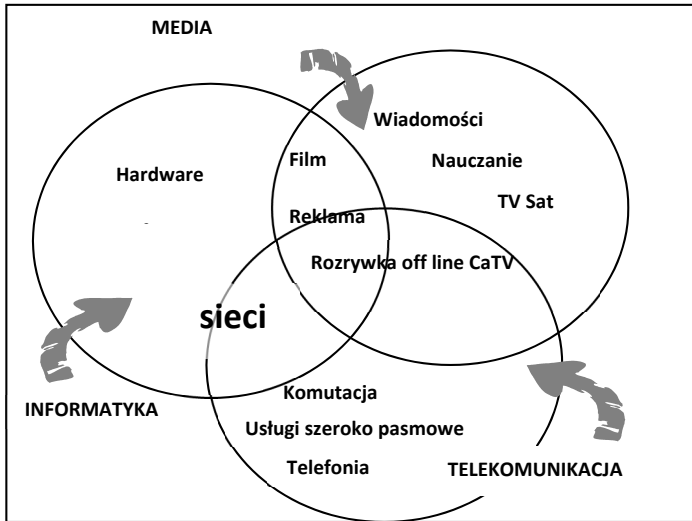 MEDIA
Wiadomości
Film
Nauczanie
Hardware
TV Sat
Reklama
Rozrywka off line CaTV
sieci
Komutacja
INFORMATYKA
Usługi szeroko pasmowe
Telefonia
TELEKOMUNIKACJA